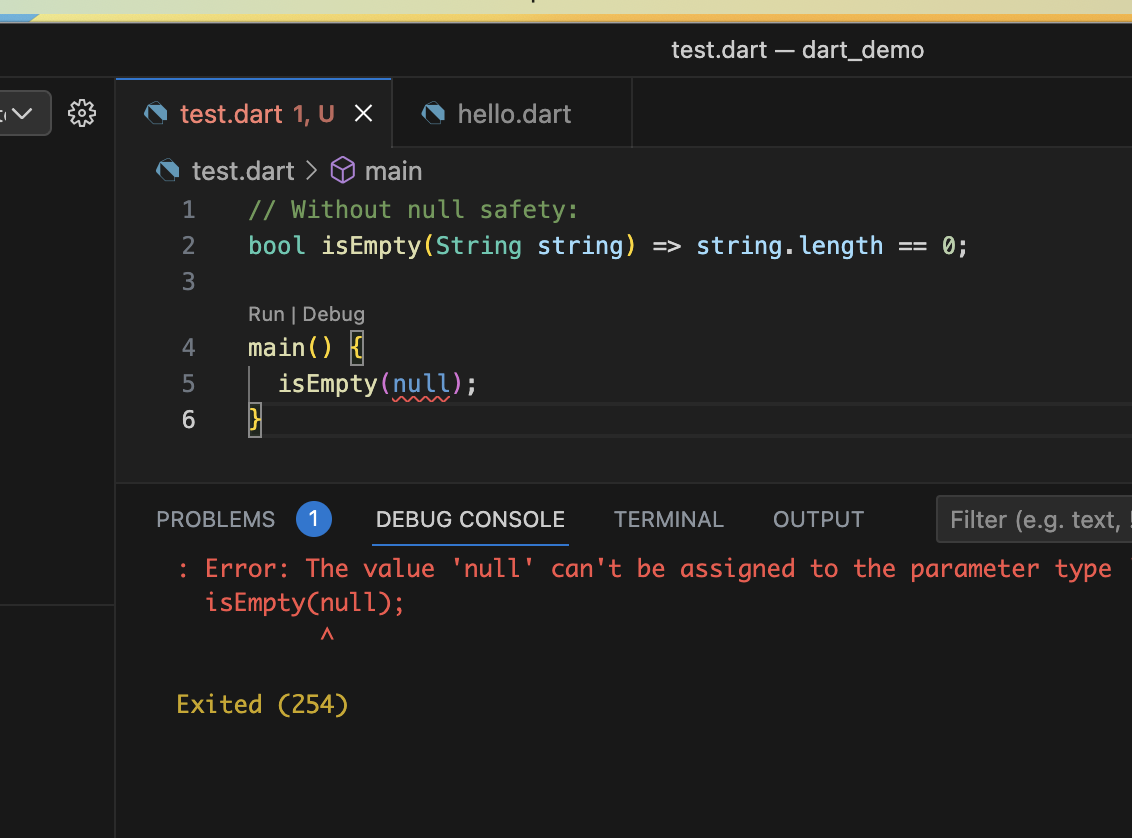 test.dart — dart_demo
test.dart 1, U
hello.dart
test.dart > main
1 // Without null safety:
2 bool isEmpty(String string) => string.length == 0;
3
Run | Debug
4 main() {
5   isEmpty(null);
6 }
PROBLEMS 1 DEBUG CONSOLE TERMINAL OUTPUT Filter (e.g. text,
: Error: The value 'null' can't be assigned to the parameter type '
isEmpty(null);
^
Exited (254)